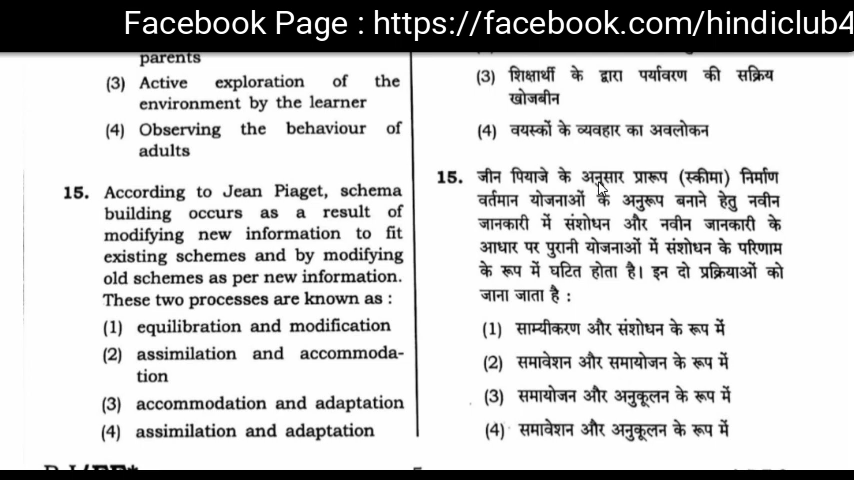 Facebook Page : https://facebook.com/hindiclub4
parents
(3) Active exploration of the
environment by the learner
(4) Observing the behaviour of
adults
15. According to Jean Piaget, schema
building occurs as a result of
modifying new information to fit
existing schemes and by modifying
old schemes as per new information.
These two processes are known as :
(1) equilibration and modification
(2) assimilation and accommoda-
tion
(3) accommodation and adaptation
(4) assimilation and adaptation
(3) शिक्षार्थी के द्वारा पर्यावरण की सक्रिय
खोजबीन
(4) वयस्कों के व्यवहार का अवलोकन
15. जीन पियाजे के अनुसार प्रारूप (स्कीमा) निर्माण
वर्तमान योजनाओं के अनुरूप बनाने हेतु नवीन
जानकारी में संशोधन और नवीन जानकारी के
आधार पर पुरानी योजनाओं में संशोधन के परिणाम
के रूप में घटित होता है। इन दो प्रक्रियाओं को
जाना जाता है :
(1) साम्यीकरण और संशोधन के रूप में
(2) समावेशन और समायोजन के रूप में
(3) समायोजन और अनुकूलन के रूप में
(4) समावेशन और अनुकूलन के रूप में